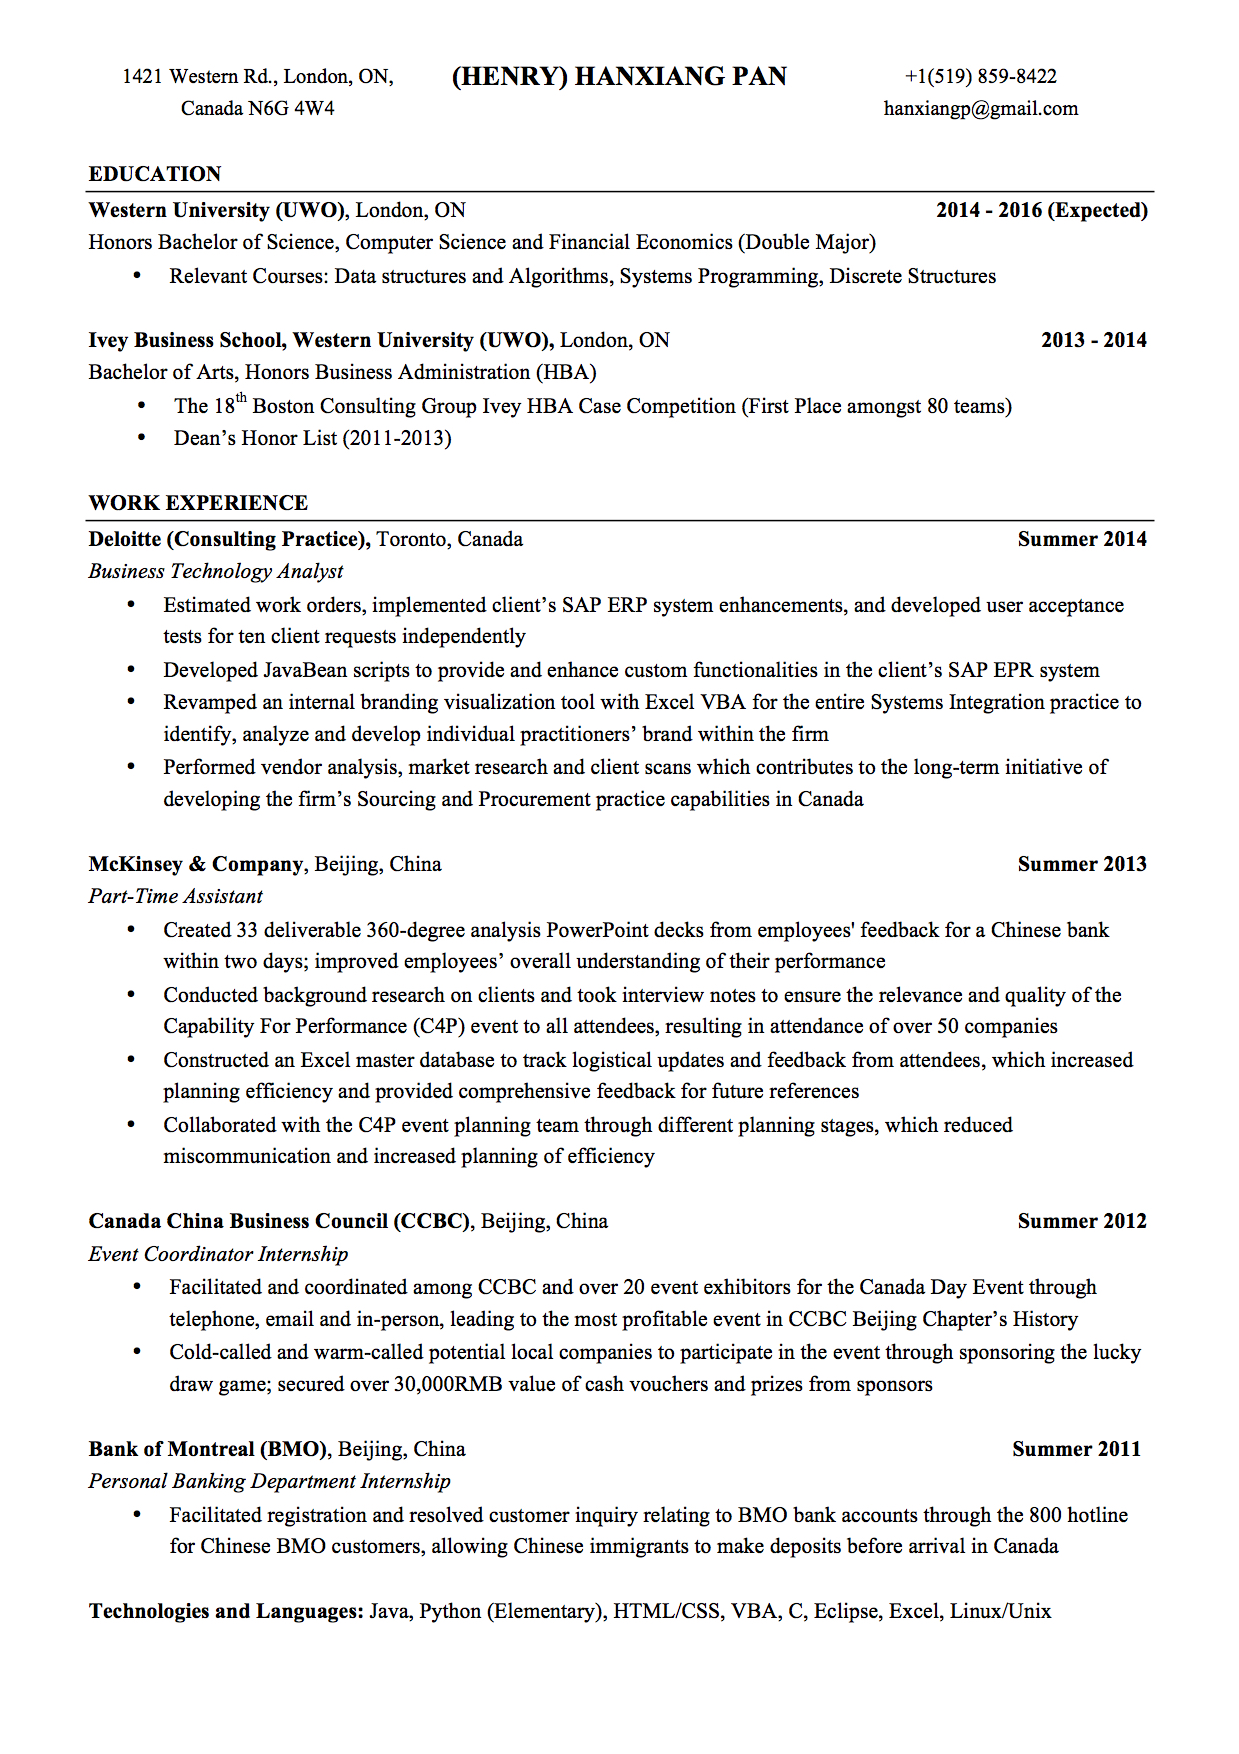 1421 Western Rd., London, ON, (HENRY) HANXIANG PAN +1(519) 859-8422
Canada N6G 4W4 hanxiangp@gmail.com
EDUCATION
Western University (UWO), London, ON 2014 - 2016 (Expected)
Honors Bachelor of Science, Computer Science and Financial Economics (Double Major)
• Relevant Courses: Data structures and Algorithms, Systems Programming, Discrete Structures
Ivey Business School, Western University (UWO), London, ON 2013 - 2014
Bachelor of Arts, Honors Business Administration (HBA)
• The 18th Boston Consulting Group Ivey HBA Case Competition (First Place amongst 80 teams)
• Dean’s Honor List (2011-2013)
WORK EXPERIENCE
Deloitte (Consulting Practice), Toronto, Canada Summer 2014
Business Technology Analyst
• Estimated work orders, implemented client’s SAP ERP system enhancements, and developed user acceptance
tests for ten client requests independently
• Developed JavaBean scripts to provide and enhance custom functionalities in the client’s SAP EPR system
• Revamped an internal branding visualization tool with Excel VBA for the entire Systems Integration practice to
identify, analyze and develop individual practitioners’ brand within the firm
• Performed vendor analysis, market research and client scans which contributes to the long-term initiative of
developing the firm’s Sourcing and Procurement practice capabilities in Canada
McKinsey & Company, Beijing, China Summer 2013
Part-Time Assistant
• Created 33 deliverable 360-degree analysis PowerPoint decks from employees' feedback for a Chinese bank
within two days; improved employees’ overall understanding of their performance
• Conducted background research on clients and took interview notes to ensure the relevance and quality of the
Capability For Performance (C4P) event to all attendees, resulting in attendance of over 50 companies
• Constructed an Excel master database to track logistical updates and feedback from attendees, which increased
planning efficiency and provided comprehensive feedback for future references
• Collaborated with the C4P event planning team through different planning stages, which reduced
miscommunication and increased planning of efficiency
Canada China Business Council (CCBC), Beijing, China Summer 2012
Event Coordinator Internship
• Facilitated and coordinated among CCBC and over 20 event exhibitors for the Canada Day Event through
telephone, email and in-person, leading to the most profitable event in CCBC Beijing Chapter’s History
• Cold-called and warm-called potential local companies to participate in the event through sponsoring the lucky
draw game; secured over 30,000RMB value of cash vouchers and prizes from sponsors
Bank of Montreal (BMO), Beijing, China Summer 2011
Personal Banking Department Internship
• Facilitated registration and resolved customer inquiry relating to BMO bank accounts through the 800 hotline
for Chinese BMO customers, allowing Chinese immigrants to make deposits before arrival in Canada
Technologies and Languages: Java, Python (Elementary), HTML/CSS, VBA, C, Eclipse, Excel, Linux/Unix